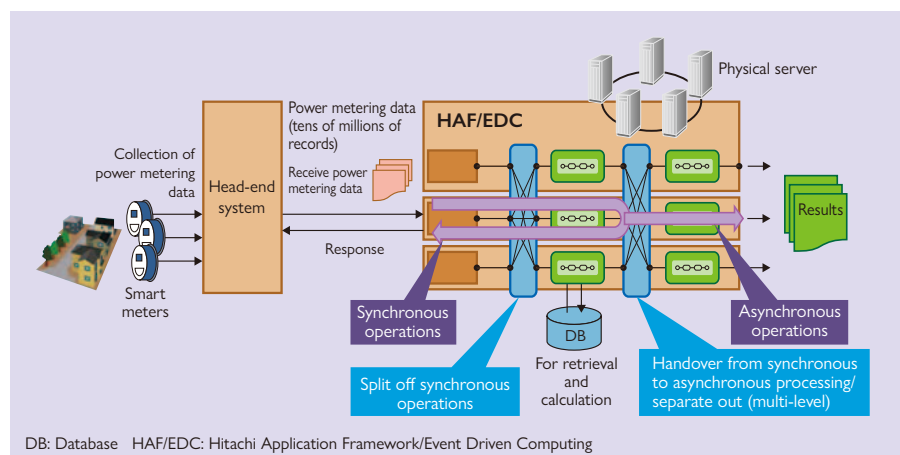 Physical server
Power metering data
(tens of millions of
records)
HAF/EDC
Collection of
power metering
data
Head-end
system
Receive power
metering data
Results
Response
Smart
meters
Synchronous
operations
Asynchronous
operations
DB
Split off synchronous
operations
For retrieval
and
calculation
Handover from synchronous
to asynchronous processing/
separate out (multi-level)
DB: Database HAF/EDC: Hitachi Application Framework/Event Driven Computing